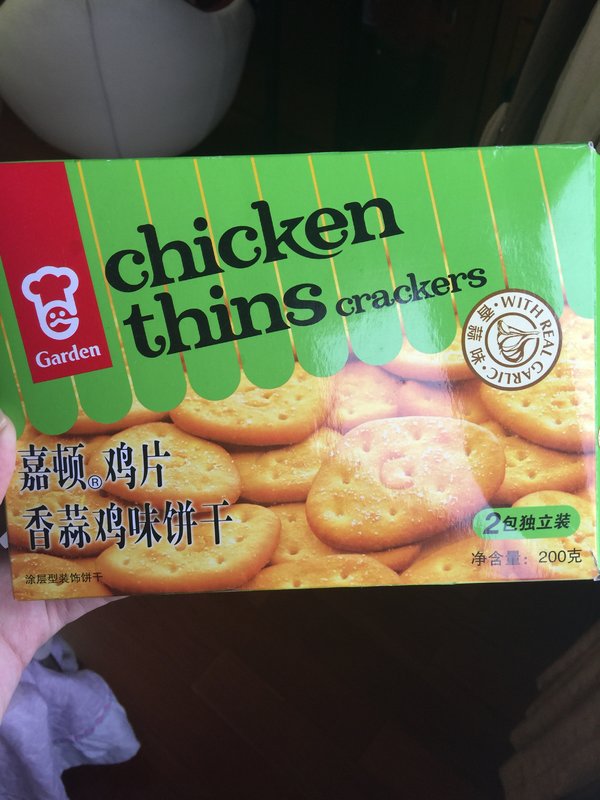 chicken
thins crackers
Garden
香蒜粒
WITH REAL GARLIC
嘉顿®鸡片
香蒜鸡味饼干
2包独立装
净含量：200克
涂层型装饰饼干